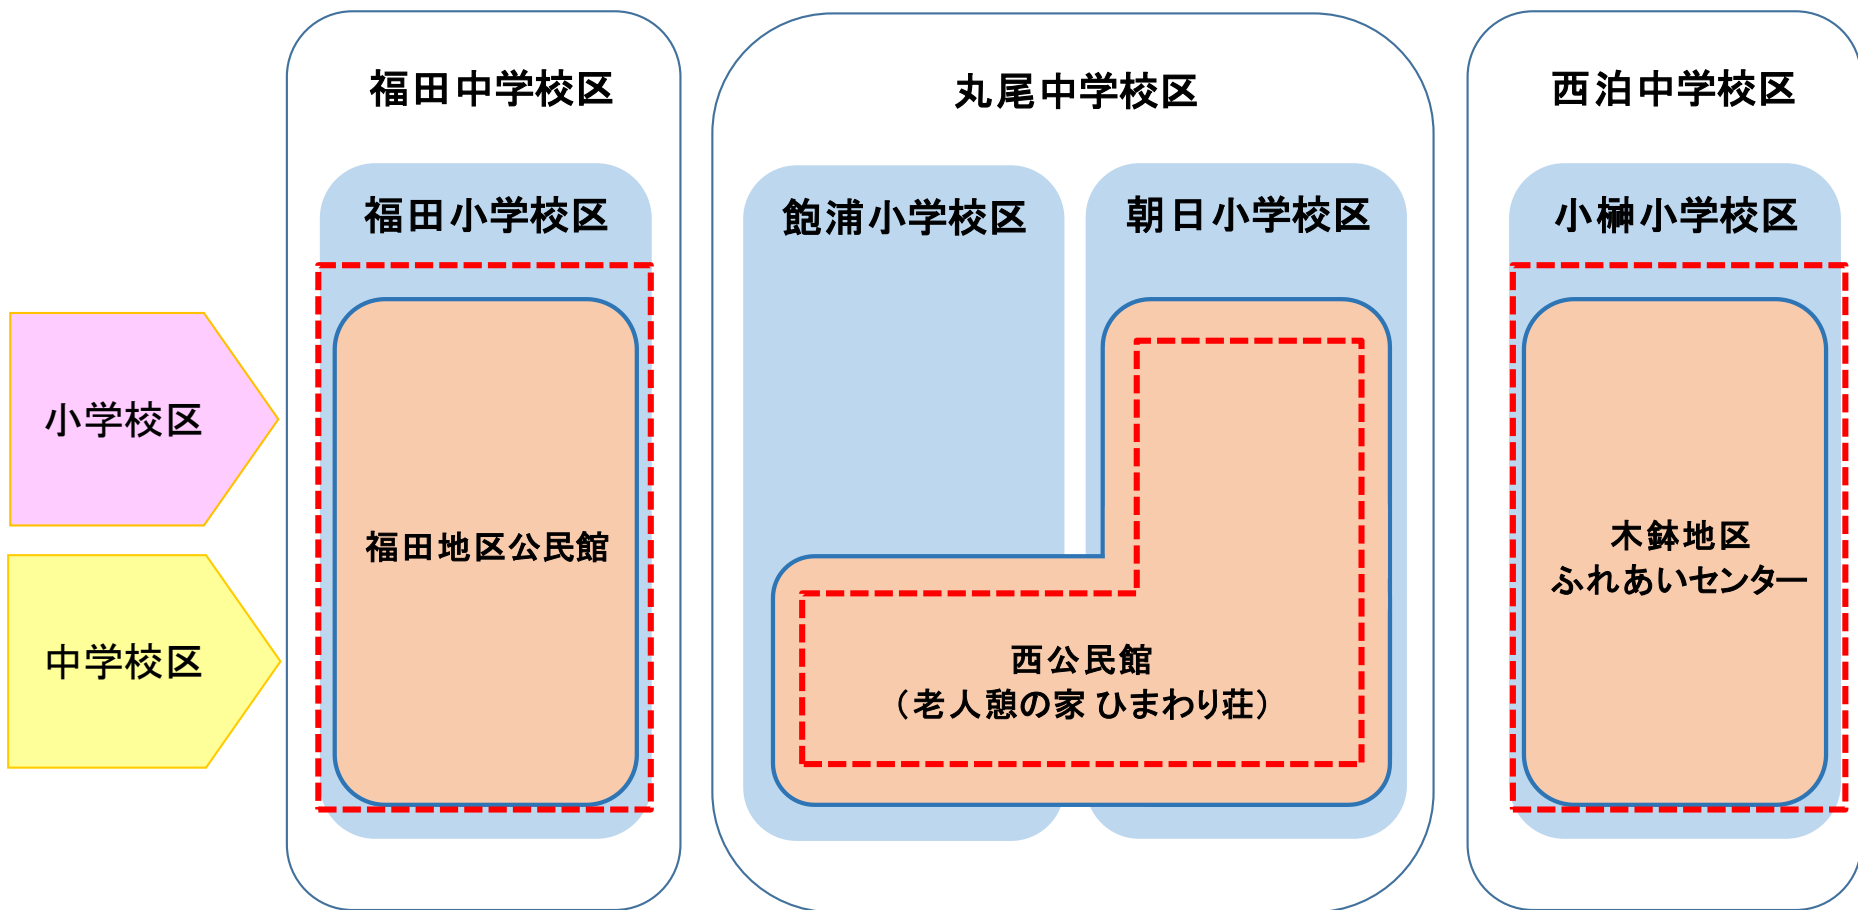 福田中学校区
丸尾中学校区
西泊中学校区
福田小学校区
飽浦小学校区
朝日小学校区
小榊小学校区
小学校区
中学校区
福田地区公民館
西公民館
（老人憩の家 ひまわり荘）
木鉢地区
ふれあいセンター